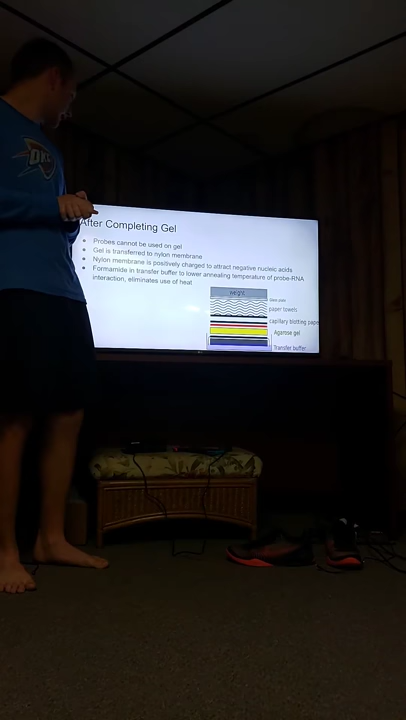 OKC
After Completing Gel
● Probes cannot be used on gel
● Gel is transferred to nylon membrane
● Nylon membrane is positively charged to attract negative nucleic acids
● Formamide in transfer buffer to lower annealing temperature of probe-RNA
interaction, eliminates use of heat
weight
Glass plate
paper towels
capillary blotting pape
Agarose gel
Transfer buffer